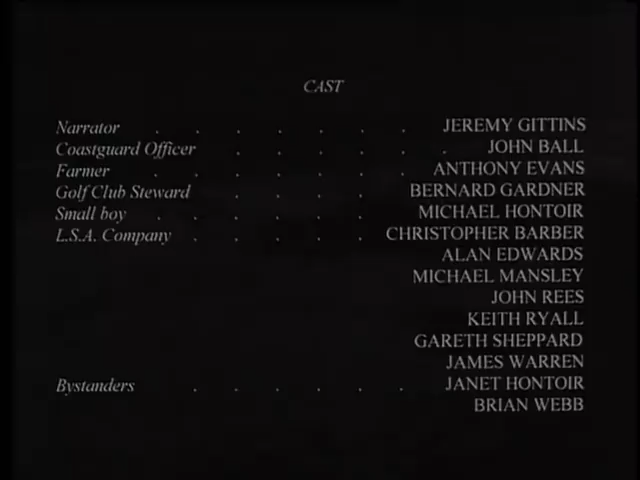 CAST
Narrator . . . . . . . JEREMY GITTINS
Coastguard Officer . . . . . . JOHN BALL
Farmer . . . . . . . ANTHONY EVANS
Golf Club Steward . . . . BERNARD GARDNER
Small boy . . . . . . MICHAEL HONTOIR
L.S.A. Company . . . . . CHRISTOPHER BARBER
ALAN EDWARDS
MICHAEL MANSLEY
JOHN REES
KEITH RYALL
GARETH SHEPPARD
JAMES WARREN
Bystanders . . . . . . JANET HONTOIR
BRIAN WEBB